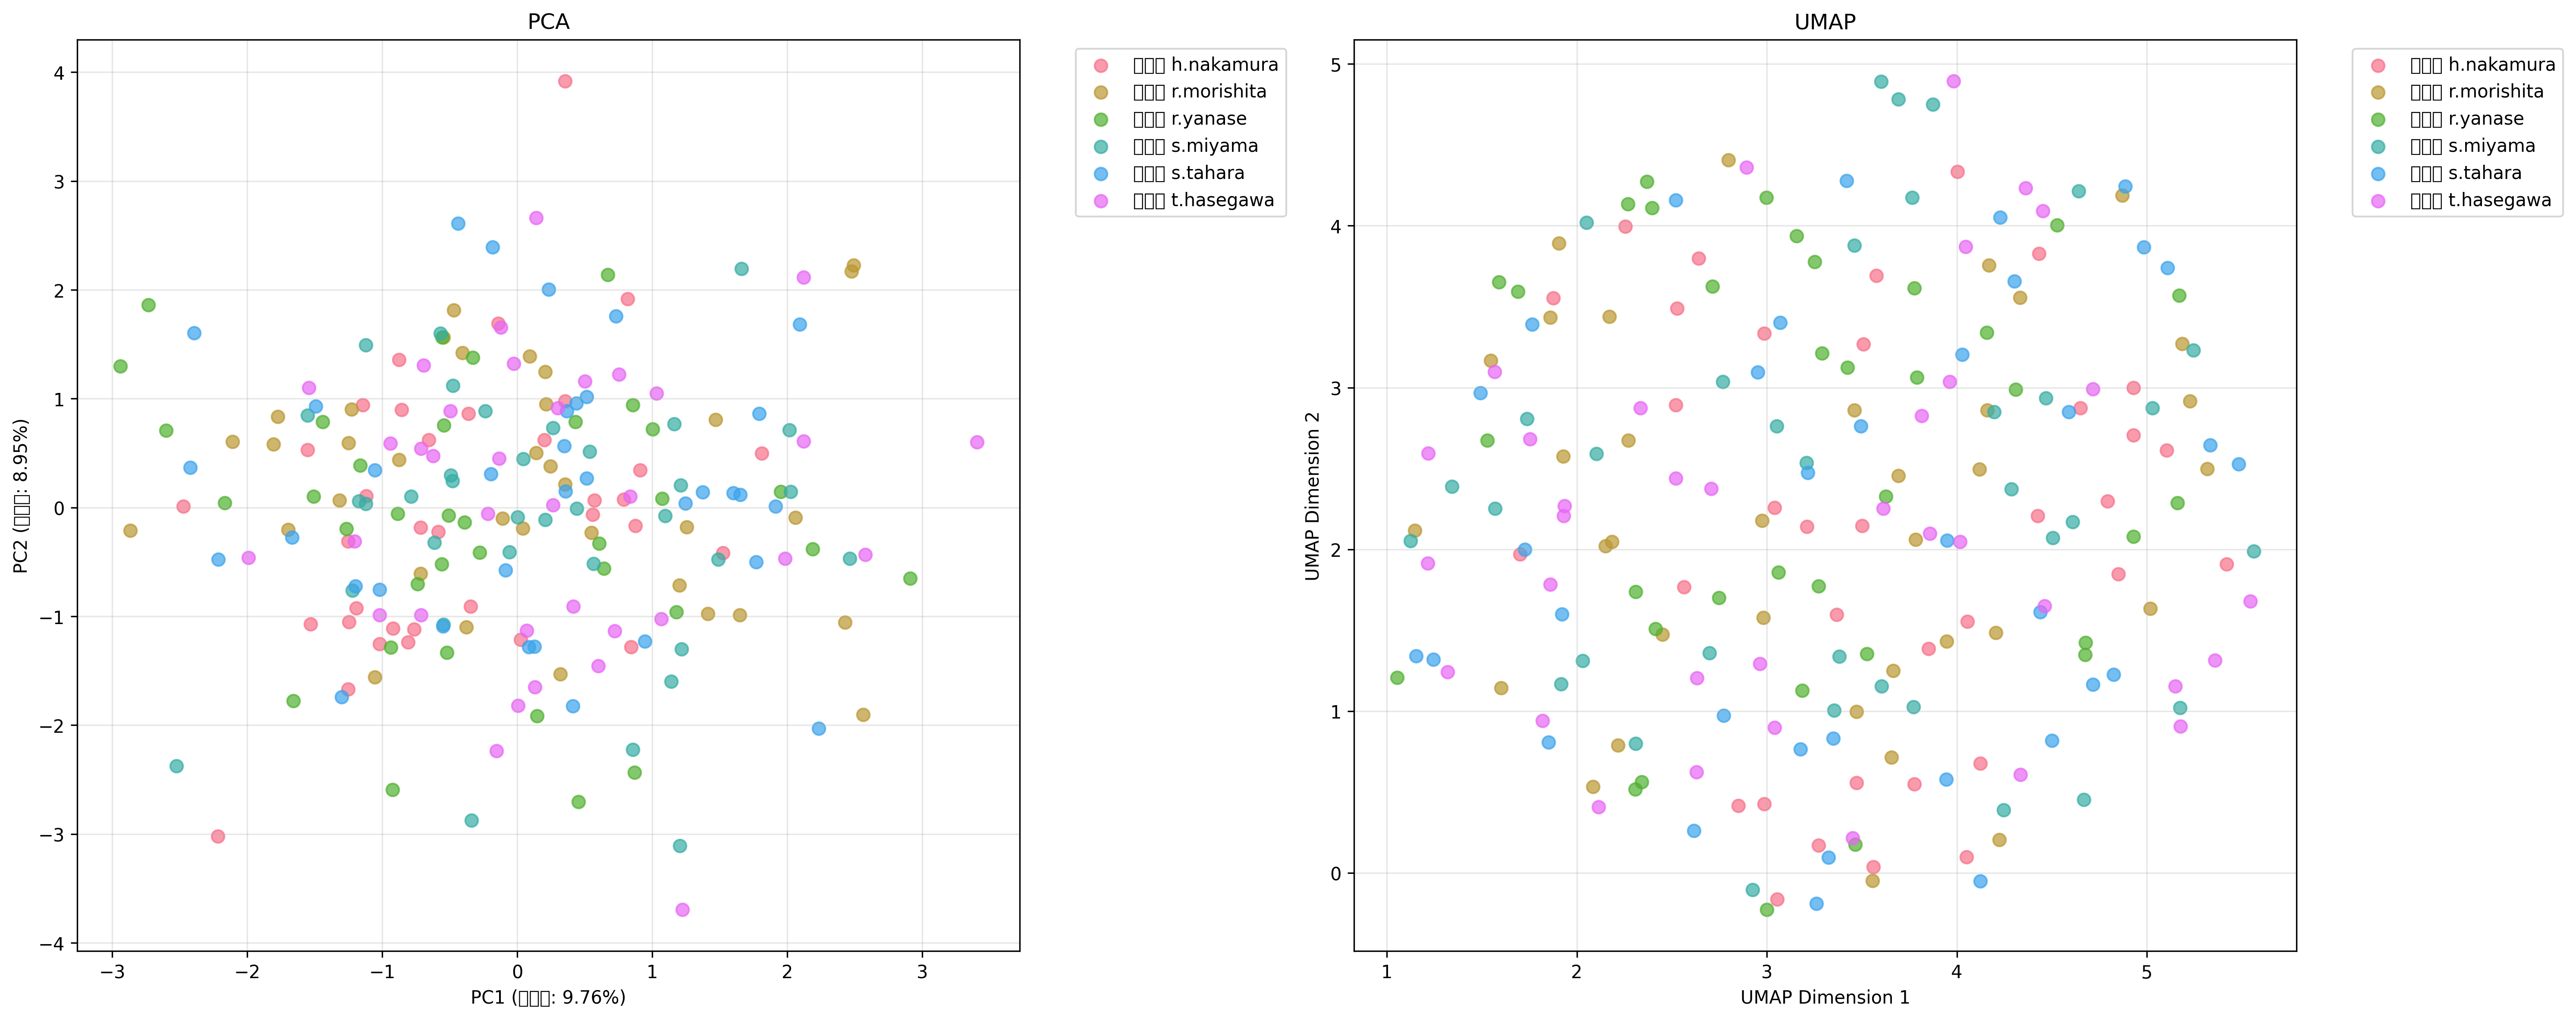 PCA
4
3
2
1
0
−1
−2
−3
−4
PC2 (□□□: 8.95%)
−3 −2 −1 0 1 2 3
PC1 (□□□: 9.76%)
□□□ h.nakamura
□□□ r.morishita
□□□ r.yanase
□□□ s.miyama
□□□ s.tahara
□□□ t.hasegawa
UMAP
5
4
3
2
1
0
UMAP Dimension 2
1 2 3 4 5
UMAP Dimension 1
□□□ h.nakamura
□□□ r.morishita
□□□ r.yanase
□□□ s.miyama
□□□ s.tahara
□□□ t.hasegawa